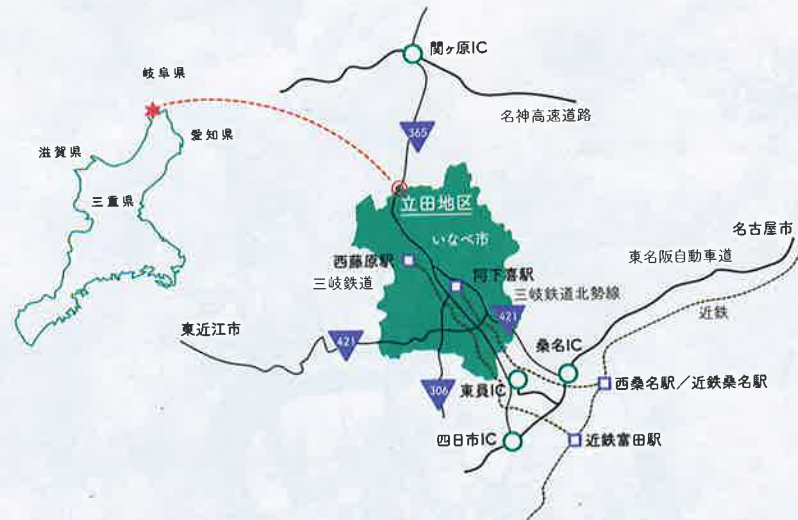 関ヶ原IC
岐阜県
名神高速道路
365
愛知県
滋賀県
三重県
立田地区
名古屋市
いなべ市
東名阪自動車道
西藤原駅
三岐鉄道
阿下喜駅
三岐鉄道北勢線
近鉄
421
東近江市
421
桑名IC
306
東員IC
西桑名駅／近鉄桑名駅
四日市IC
近鉄富田駅